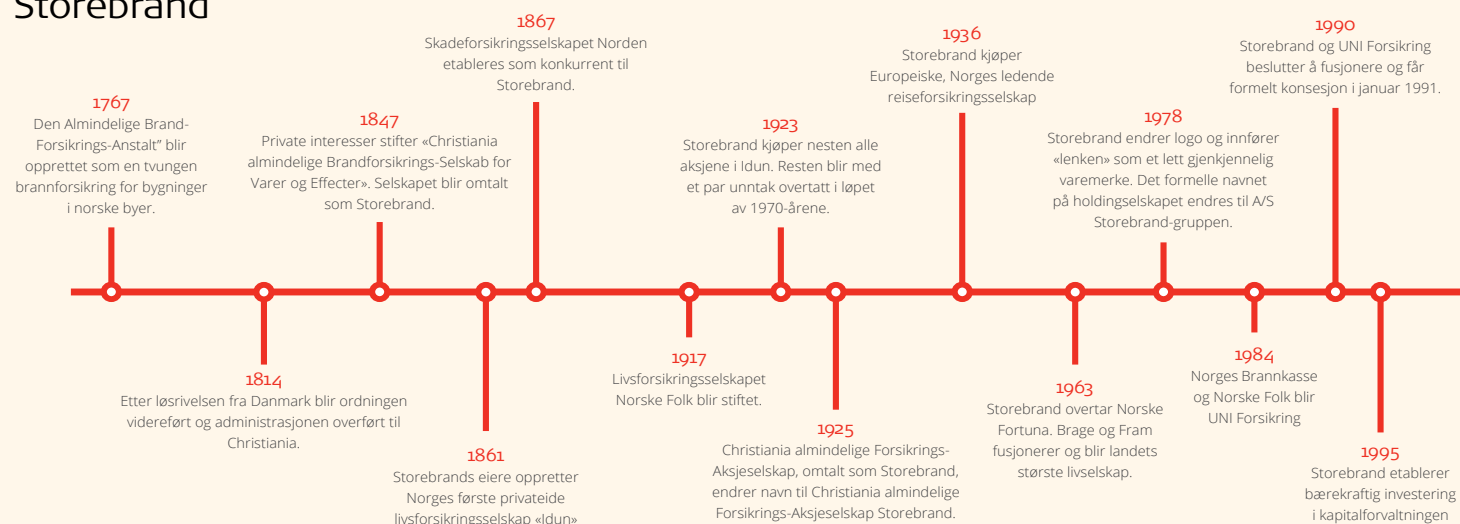 Storebrand
1767
Den Almindelige Brand-
Forsikrings-Anstalt” blir
opprettet som en tvungen
brannforsikring for bygninger
i norske byer.
1814
Etter løsrivelsen fra Danmark blir ordningen
videreført og administrasjonen overført til
Christiania.
1847
Private interesser stifter «Christiania
almindelige Brandforsikrings-Selskab for
Varer og Effecter». Selskapet blir omtalt
som Storebrand.
1861
Storebrands eiere oppretter
Norges første privateide
livsforsikringsselskap «Idun»
1867
Skadeforsikringsselskapet Norden
etableres som konkurrent til
Storebrand.
1917
Livsforsikringsselskapet
Norske Folk blir stiftet.
1923
Storebrand kjøper nesten alle
aksjene i Idun. Resten blir med
et par unntak overtatt i løpet
av 1970-årene.
1925
Christiania almindelige Forsikrings-
Aksjeselskap, omtalt som Storebrand,
endrer navn til Christiania almindelige
Forsikrings-Aksjeselskap Storebrand.
1936
Storebrand kjøper
Europeiske, Norges ledende
reiseforsikringsselskap
1963
Storebrand overtar Norske
Fortuna. Brage og Fram
fusjonerer og blir landets
største livselskap.
1978
Storebrand endrer logo og innfører
«lenken» som et lett gjenkjennelig
varemerke. Det formelle navnet
på holdingselskapet endres til A/S
Storebrand-gruppen.
1984
Norges Brannkasse
og Norske Folk blir
UNI Forsikring
1990
Storebrand og UNI Forsikring
beslutter å fusjonere og får
formelt konsesjon i januar 1991.
1995
Storebrand etablerer
bærekraftig investering
i kapitalforvaltningen